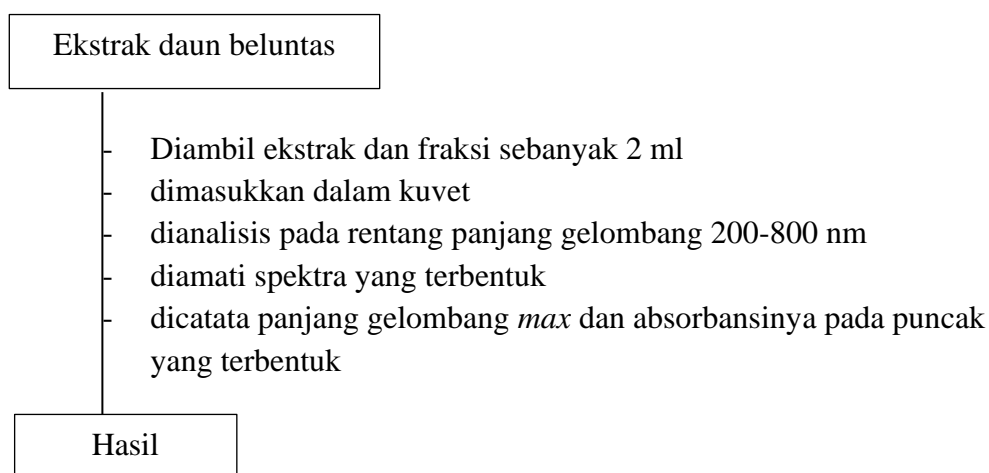 Ekstrak daun beluntas
- Diambil ekstrak dan fraksi sebanyak 2 ml
- dimasukkan dalam kuvet
- dianalisis pada rentang panjang gelombang 200-800 nm
- diamati spektra yang terbentuk
- dicatata panjang gelombang max dan absorbansinya pada puncak
yang terbentuk
Hasil